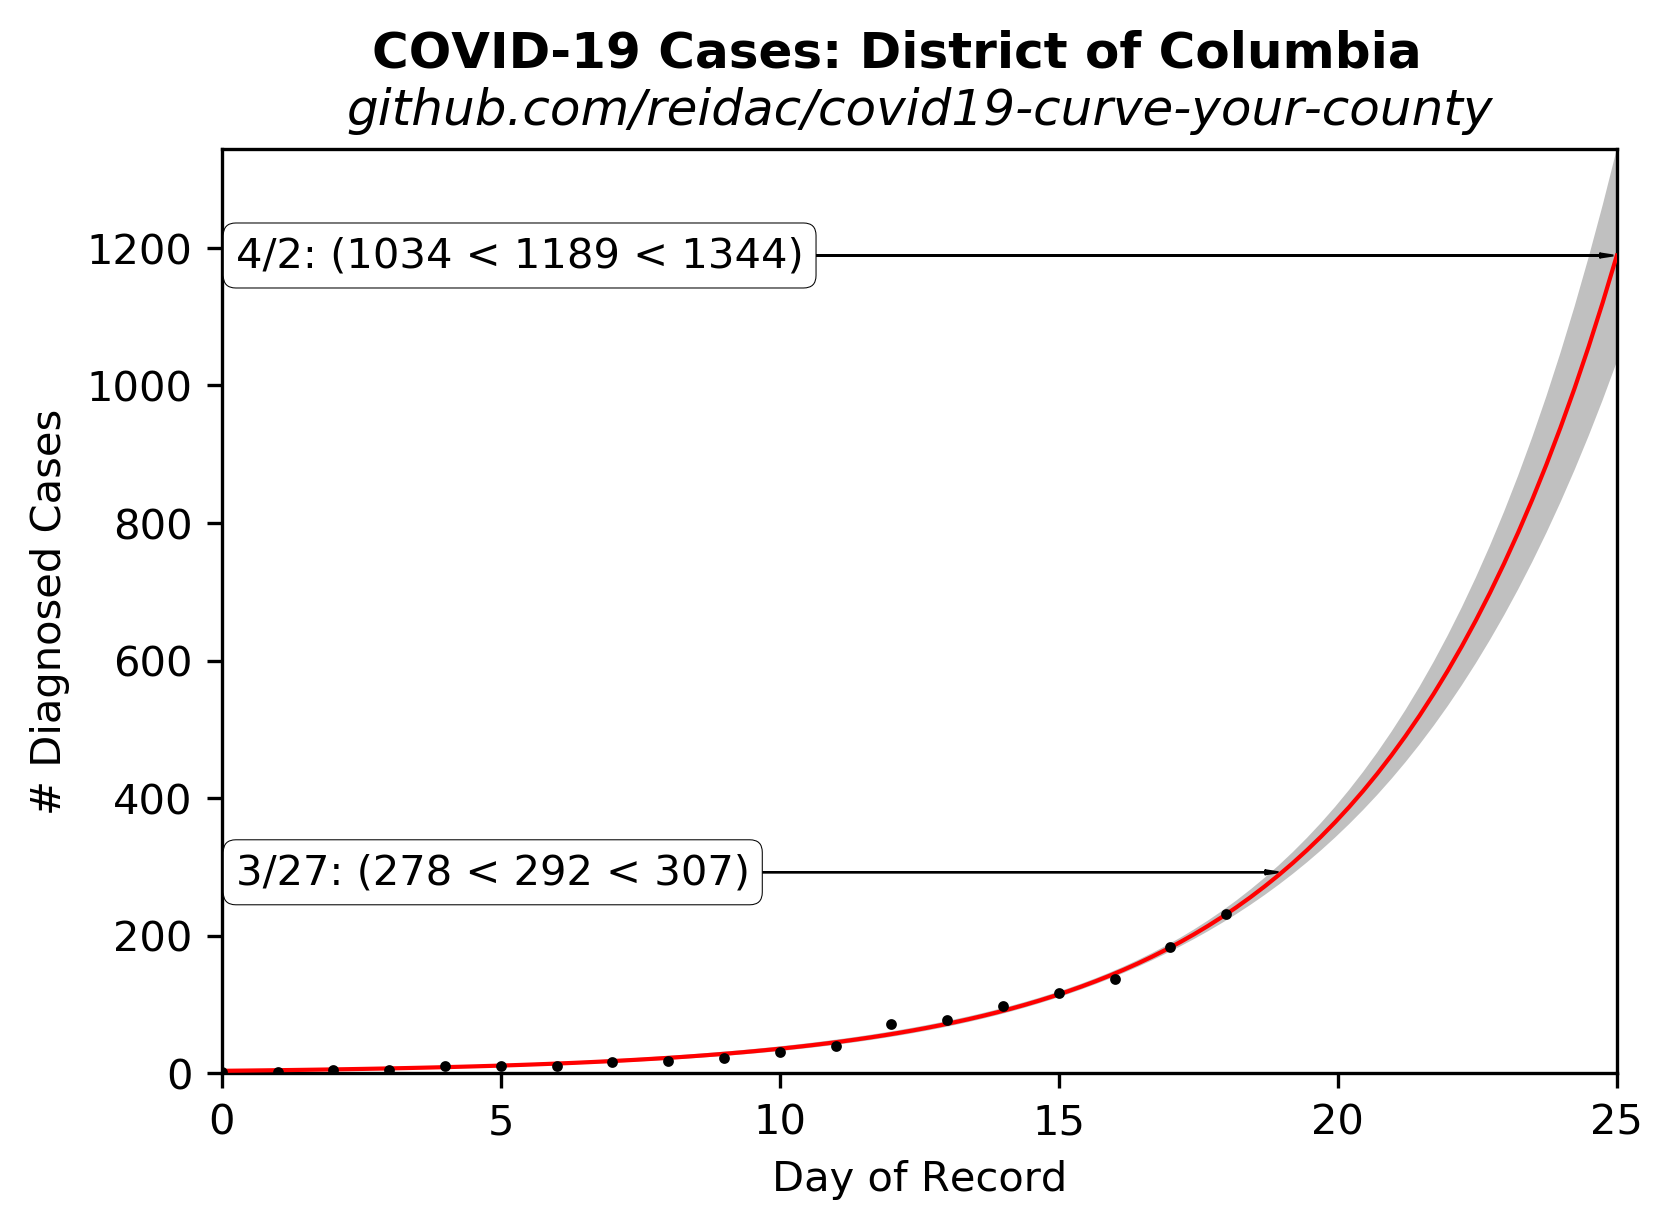 COVID-19 Cases: District of Columbia
github.com/reidac/covid19-curve-your-county
1200
4/2: (1034 < 1189 < 1344)
1000
800
600
400
3/27: (278 < 292 < 307)
200
0
# Diagnosed Cases
0 5 10 15 20 25
Day of Record